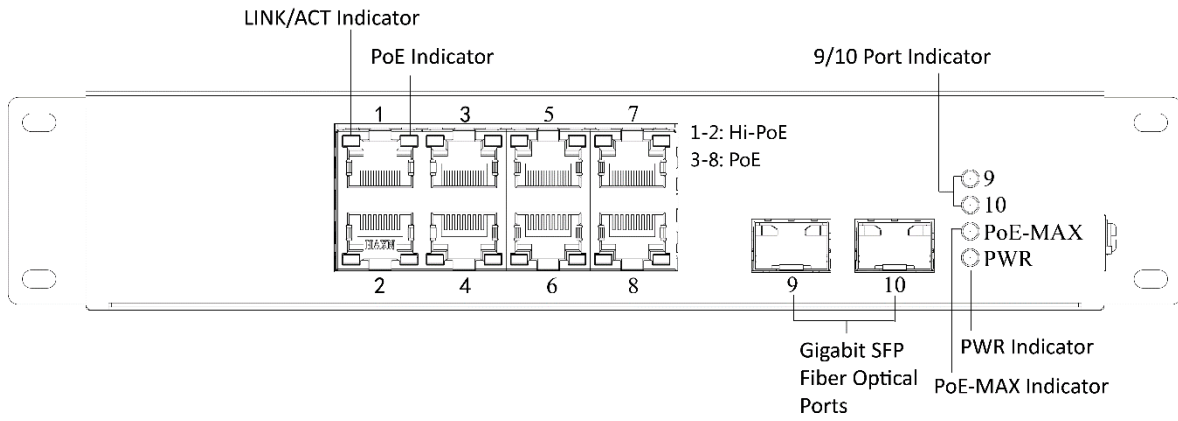 LINK/ACT Indicator
PoE Indicator
9/10 Port Indicator
1 3 5 7
1-2: Hi-PoE
3-8: PoE
9
10
PoE-MAX
PWR
2 4 6 8
9 10
Gigabit SFP
Fiber Optical
Ports
PWR Indicator
PoE-MAX Indicator